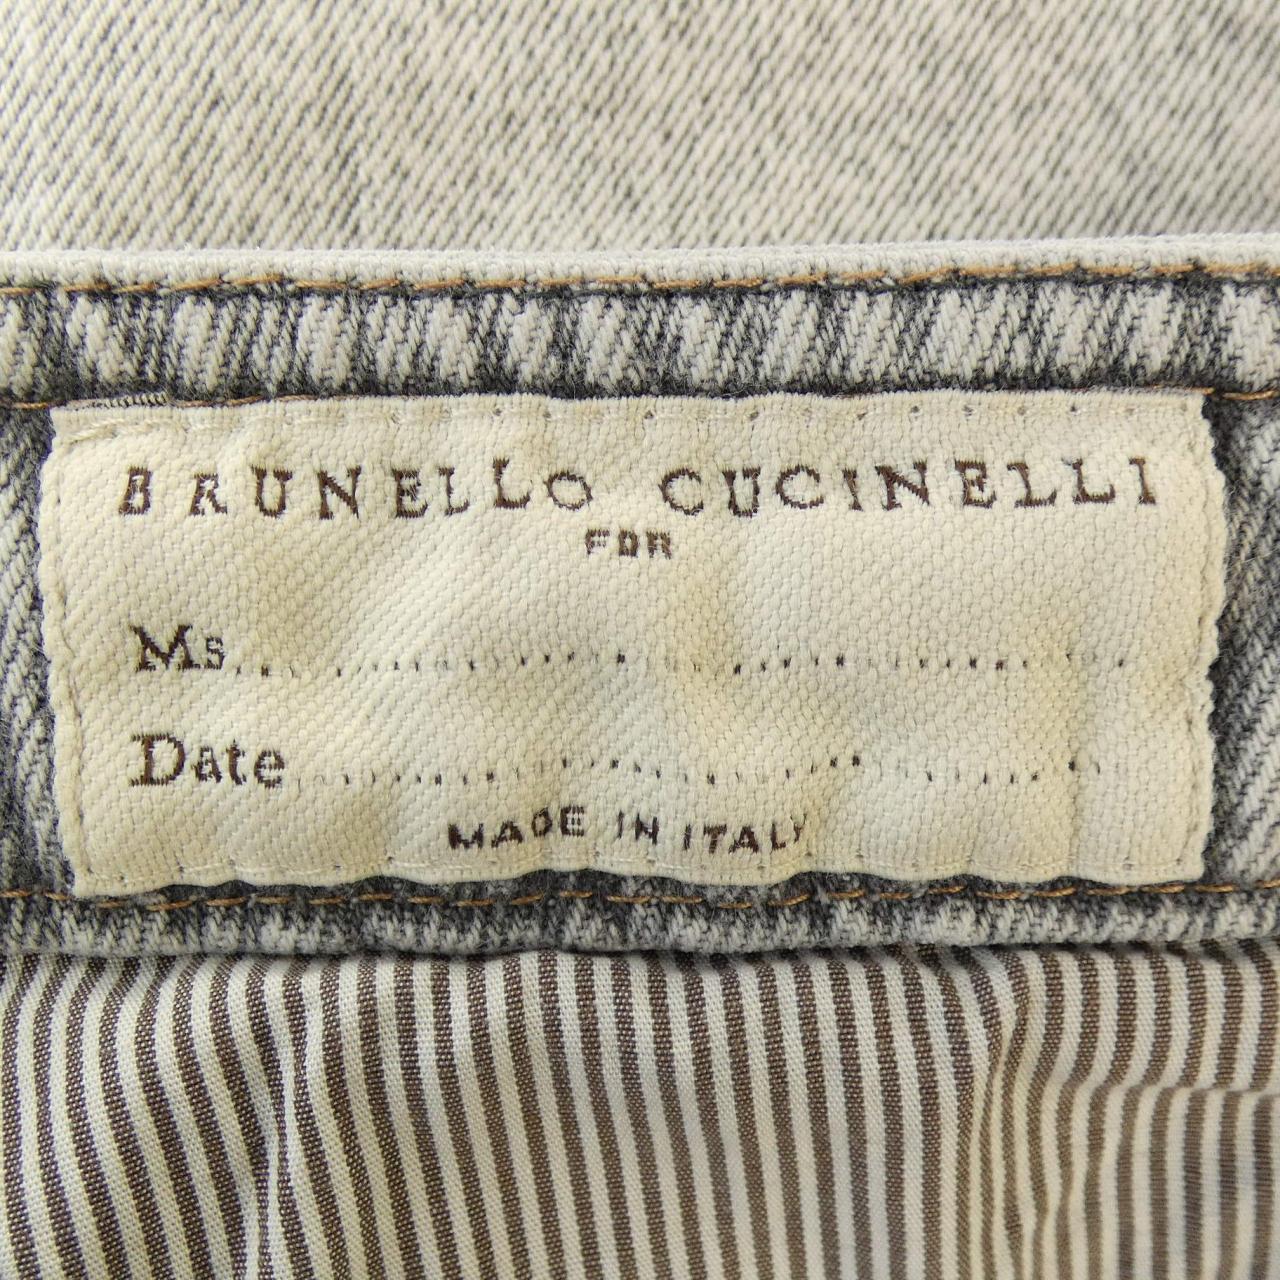 BRUNELLO CUCINELLI
FOR
Ms..............................
Date..............................
MADE IN ITALY